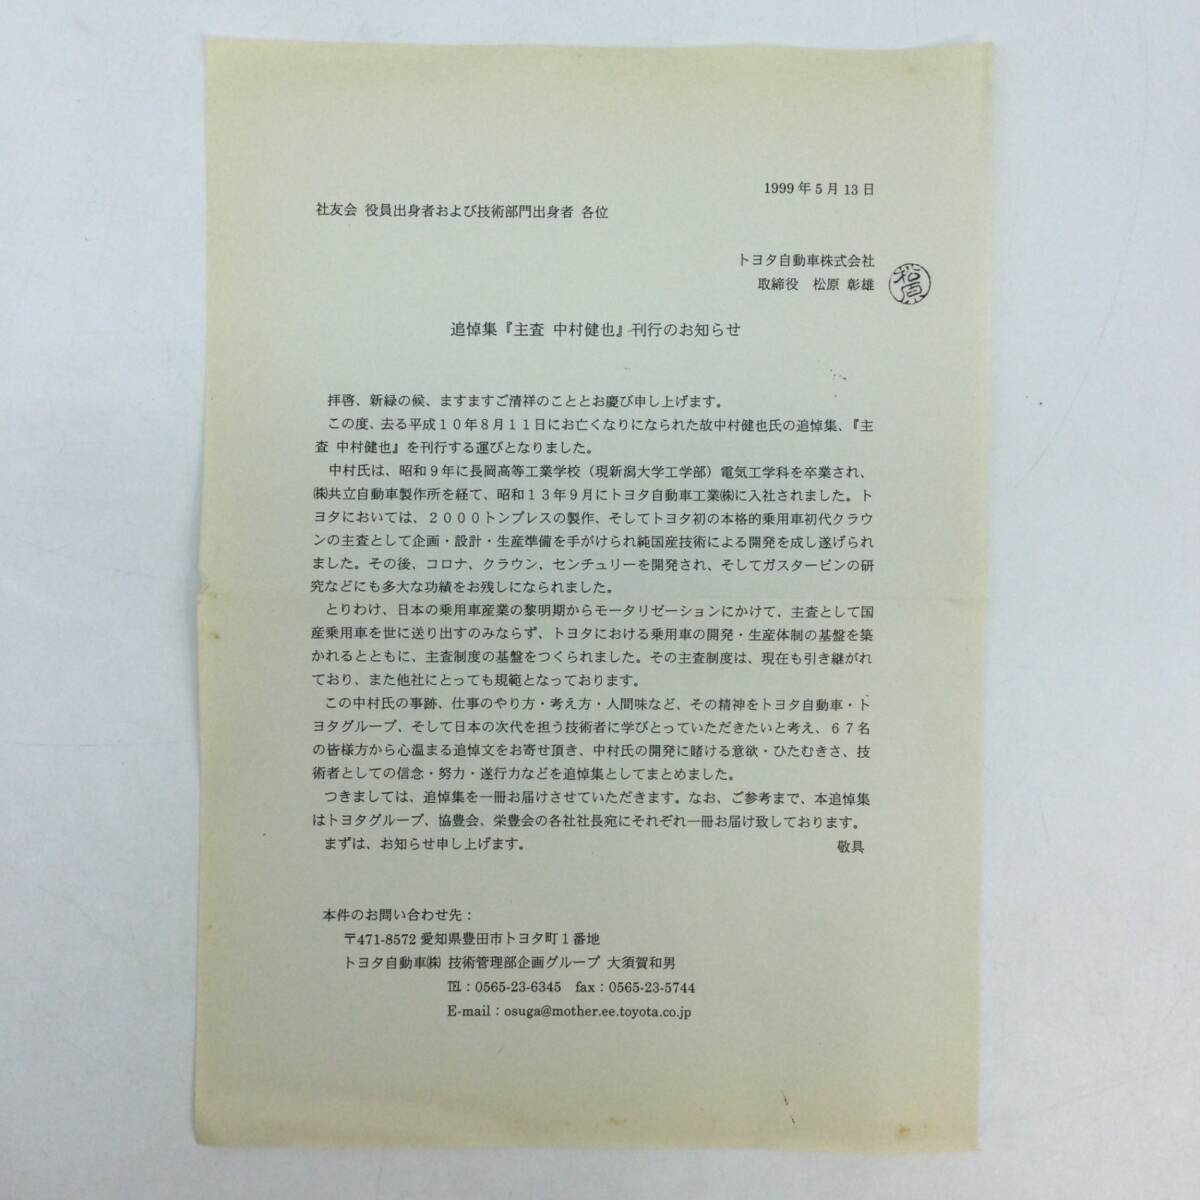 1999年5月13日
社友会 役員出身者および技術部門出身者 各位
トヨタ自動車株式会社
取締役 松原 彰雄
松原
追悼集『主査 中村健也』刊行のお知らせ
拝啓、新緑の候、ますますご清祥のこととお慶び申し上げます。
この度、去る平成10年8月11日にお亡くなりになられた故中村健也氏の追悼集、『主
査 中村健也』を刊行する運びとなりました。
中村氏は、昭和9年に長岡高等工業学校（現新潟大学工学部）電気工学科を卒業され、
㈱共立自動車製作所を経て、昭和13年9月にトヨタ自動車工業㈱に入社されました。ト
ヨタにおいては、2000トンプレスの製作、そしてトヨタ初の本格的乗用車初代クラウ
ンの主査として企画・設計・生産準備を手がけられ純国産技術による開発を成し遂げられ
ました。その後、コロナ、クラウン、センチュリーを開発され、そしてガスタービンの研
究などにも多大な功績をお残しになられました。
とりわけ、日本の乗用車産業の黎明期からモータリゼーションにかけて、主査として国
産乗用車を世に送り出すのみならず、トヨタにおける乗用車の開発・生産体制の基盤を築
かれるとともに、主査制度の基盤をつくられました。その主査制度は、現在も引き継がれ
ており、また他社にとっても規範となっております。
この中村氏の事跡、仕事のやり方・考え方・人間味など、その精神をトヨタ自動車・ト
ヨタグループ、そして日本の次代を担う技術者に学びとっていただきたいと考え、67名
の皆様方から心温まる追悼文をお寄せ頂き、中村氏の開発に賭ける意欲・ひたむきさ、技
術者としての信念・努力・遂行力などを追悼集としてまとめました。
つきましては、追悼集を一冊お届けさせていただきます。なお、ご参考まで、本追悼集
はトヨタグループ、協豊会、栄豊会の各社社長宛にそれぞれ一冊お届け致しております。
まずは、お知らせ申し上げます。 敬具
本件のお問い合わせ先：
〒471-8572 愛知県豊田市トヨタ町1番地
トヨタ自動車㈱ 技術管理部企画グループ 大須賀和男
℡：0565-23-6345 fax：0565-23-5744
E-mail：osuga@mother.ee.toyota.co.jp